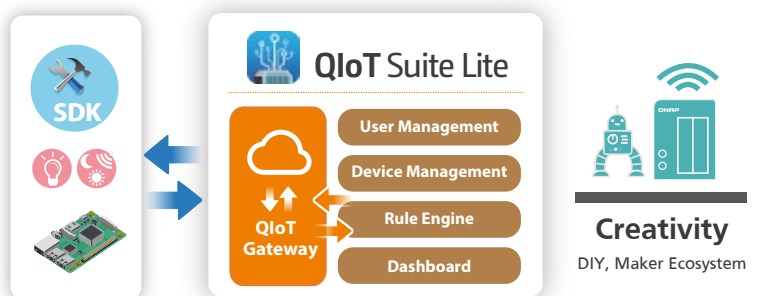 SDK
QIoT Suite Lite
QIoT
Gateway
User Management
Device Management
Rule Engine
Dashboard
QNAP
Creativity
DIY, Maker Ecosystem